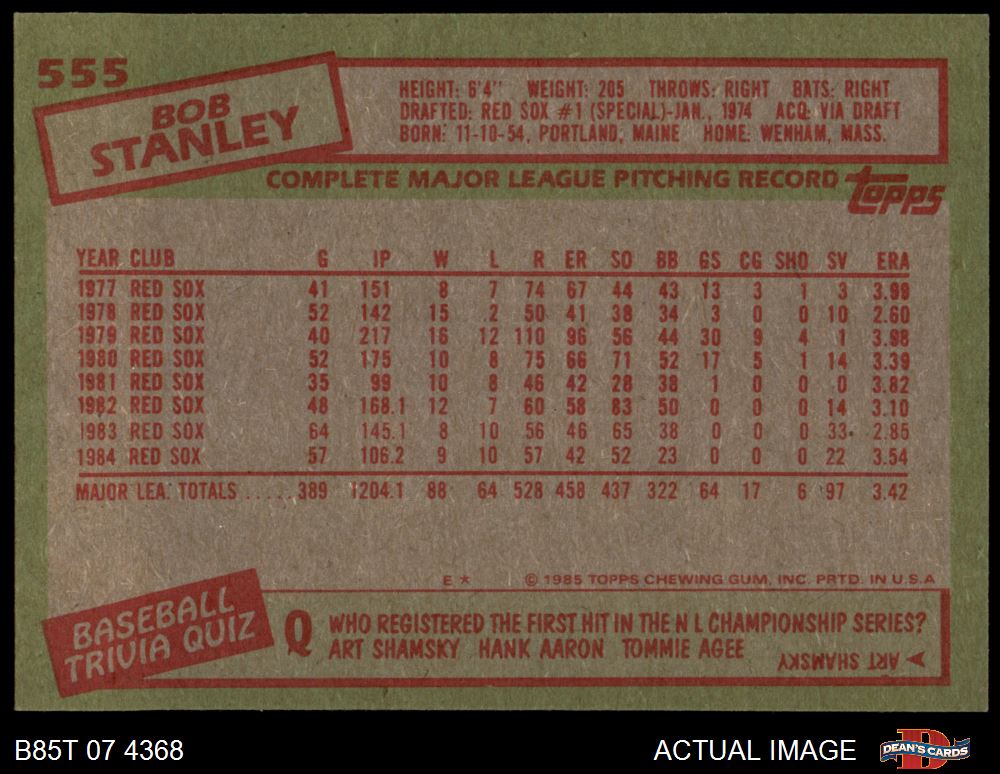 555
BOB
STANLEY
HEIGHT: 6'4" WEIGHT: 205 THROWS: RIGHT BATS: RIGHT
DRAFTED: RED SOX #1 (SPECIAL)-JAN., 1974 ACQ: VIA DRAFT
BORN: 11-10-54, PORTLAND, MAINE HOME: WENHAM, MASS.
COMPLETE MAJOR LEAGUE PITCHING RECORD topps
YEAR CLUB G IP W L R ER SO BB GS CG SHO SV ERA
1977 RED SOX 41 151 8 7 74 67 44 43 13 3 1 3 3.99
1978 RED SOX 52 142 15 2 50 41 38 34 3 0 0 10 2.60
1979 RED SOX 40 217 16 12 110 96 56 44 30 9 4 1 3.98
1980 RED SOX 52 175 10 8 75 66 71 52 17 5 1 14 3.39
1981 RED SOX 35 99 10 8 46 42 28 38 1 0 0 0 3.82
1982 RED SOX 48 168.1 12 7 60 58 83 50 0 0 0 14 3.10
1983 RED SOX 64 145.1 8 10 56 46 65 38 0 0 0 33 2.85
1984 RED SOX 57 106.2 9 10 57 42 52 23 0 0 0 22 3.54
MAJOR LEA. TOTALS .....389 1204.1 88 64 528 458 437 322 64 17 6 97 3.42
E * © 1985 TOPPS CHEWING GUM, INC. PRTD. IN U.S.A
BASEBALL
TRIVIA QUIZ
Q WHO REGISTERED THE FIRST HIT IN THE N L CHAMPIONSHIP SERIES?
ART SHAMSKY HANK AARON TOMMIE AGEE
ART SHAMSKY
B85T 07 4368
ACTUAL IMAGE
DEAN'S CARDS